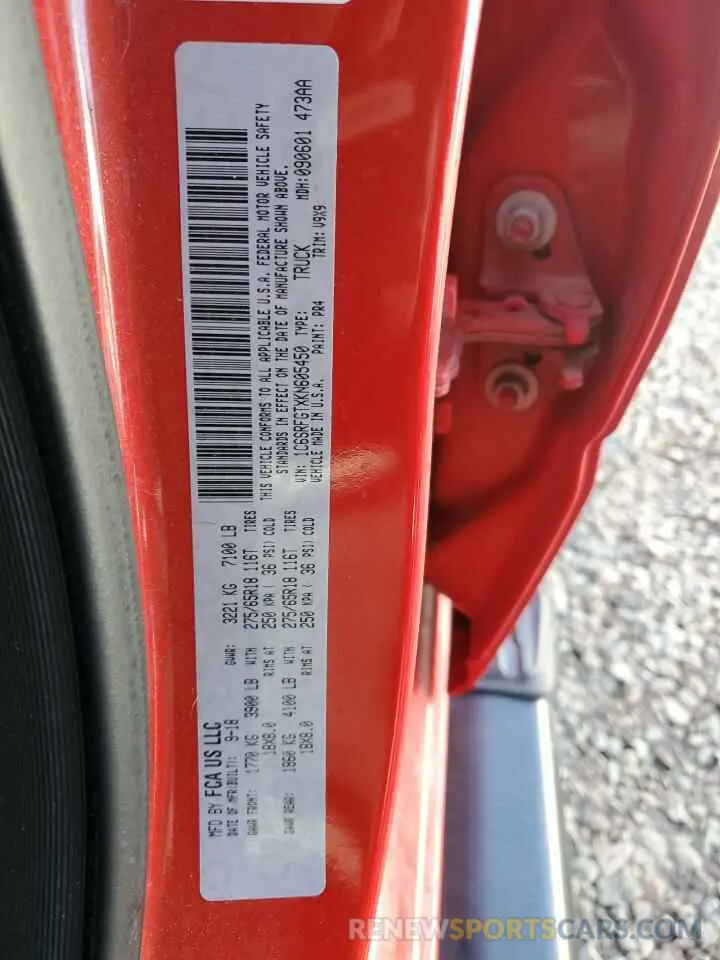 MFD BY FCA US LLC
DATE OF MFR(BUILT): 9-18 GVWR: 3221 KG 7100 LB
GAWR FRONT: 1770 KG 3900 LB WITH 275/65R18 116T TIRES
18X8.0 RIMS AT 250 KPA ( 36 PSI) COLD
GAWR REAR: 1860 KG 4100 LB WITH 275/65R18 116T TIRES
18X8.0 RIMS AT 250 KPA ( 36 PSI) COLD
THIS VEHICLE CONFORMS TO ALL APPLICABLE U.S.A. FEDERAL MOTOR VEHICLE SAFETY
STANDARDS IN EFFECT ON THE DATE OF MANUFACTURE SHOWN ABOVE.
VIN: 1C6SRFGTXKN605450 TYPE: TRUCK MDH:090601 473AA
VEHICLE MADE IN U.S.A. PAINT: PR4 TRIM: V9X9
RENEWSPORTSCARS.COM